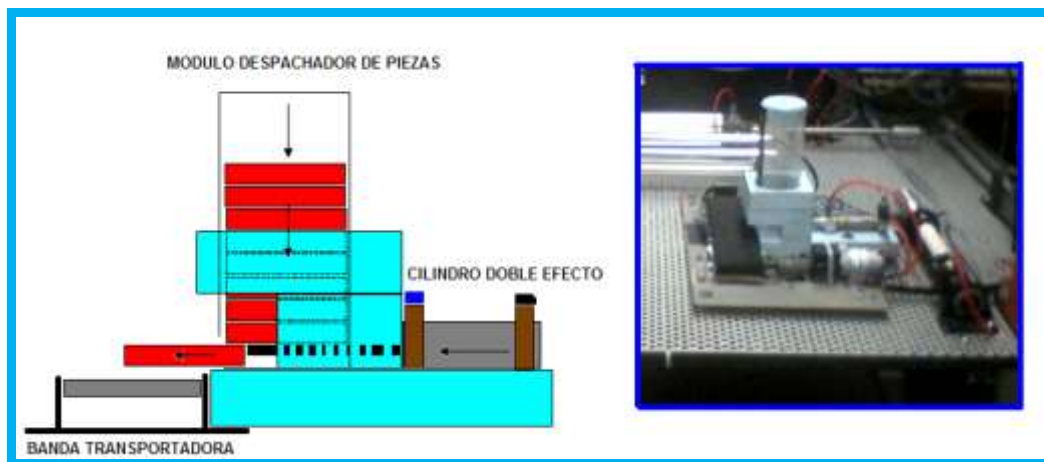 MODULO DESPACHADOR DE PIEZAS
CILINDRO DOBLE EFECTO
BANDA TRANSPORTADORA